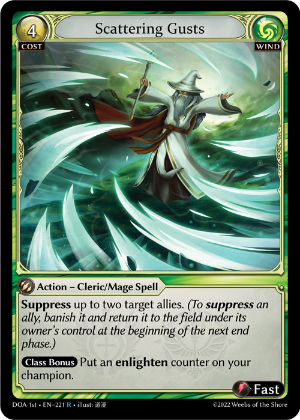 4
Scattering Gusts
COST
WIND
Action – Cleric/Mage Spell
Suppress up to two target allies. (To suppress an
ally, banish it and return it to the field under its
owner's control at the beginning of the next end
phase.)
Class Bonus Put an enlighten counter on your
champion.
Fast
DOA 1st • EN-221 R • illust: 道濠
©2022 Weebs of the Shore